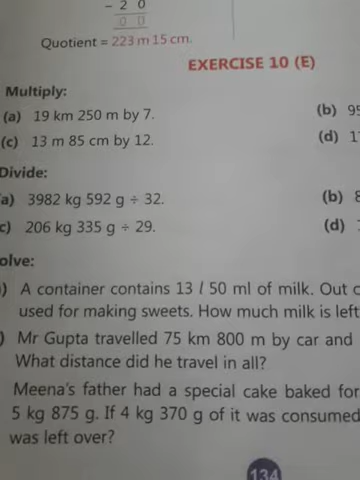 - 2 0
0 0
Quotient = 223 m 15 cm.
EXERCISE 10 (E)
Multiply:
(a) 19 km 250 m by 7. (b)
(c) 13 m 85 cm by 12. (d)
Divide:
a) 3982 kg 592 g ÷ 32. (b)
c) 206 kg 335 g ÷ 29. (d)
olve:
) A container contains 13 l 50 ml of milk. Out
used for making sweets. How much milk is left
) Mr Gupta travelled 75 km 800 m by car and
What distance did he travel in all?
Meena's father had a special cake baked for
5 kg 875 g. If 4 kg 370 g of it was consumed
was left over?
134